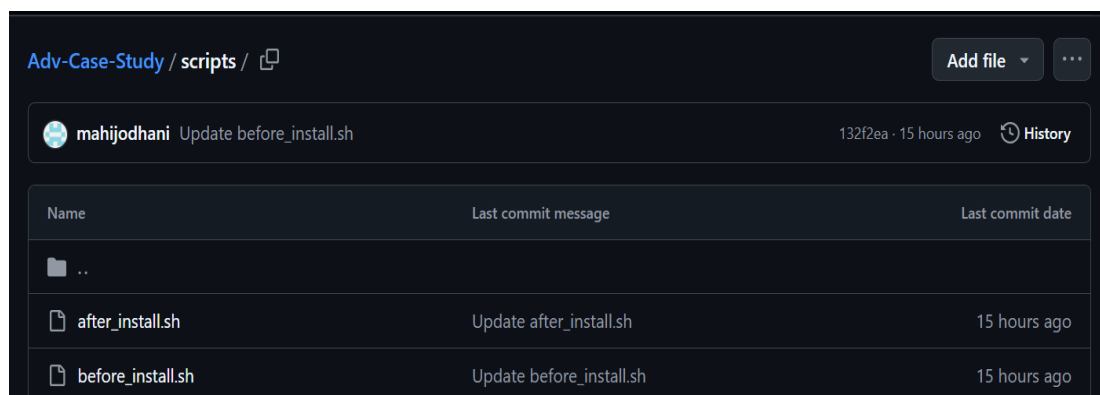 Adv-Case-Study / scripts /
Add file
...
mahijodhani Update before_install.sh
132f2ea · 15 hours ago
History
Name Last commit message Last commit date
..
after_install.sh Update after_install.sh 15 hours ago
before_install.sh Update before_install.sh 15 hours ago